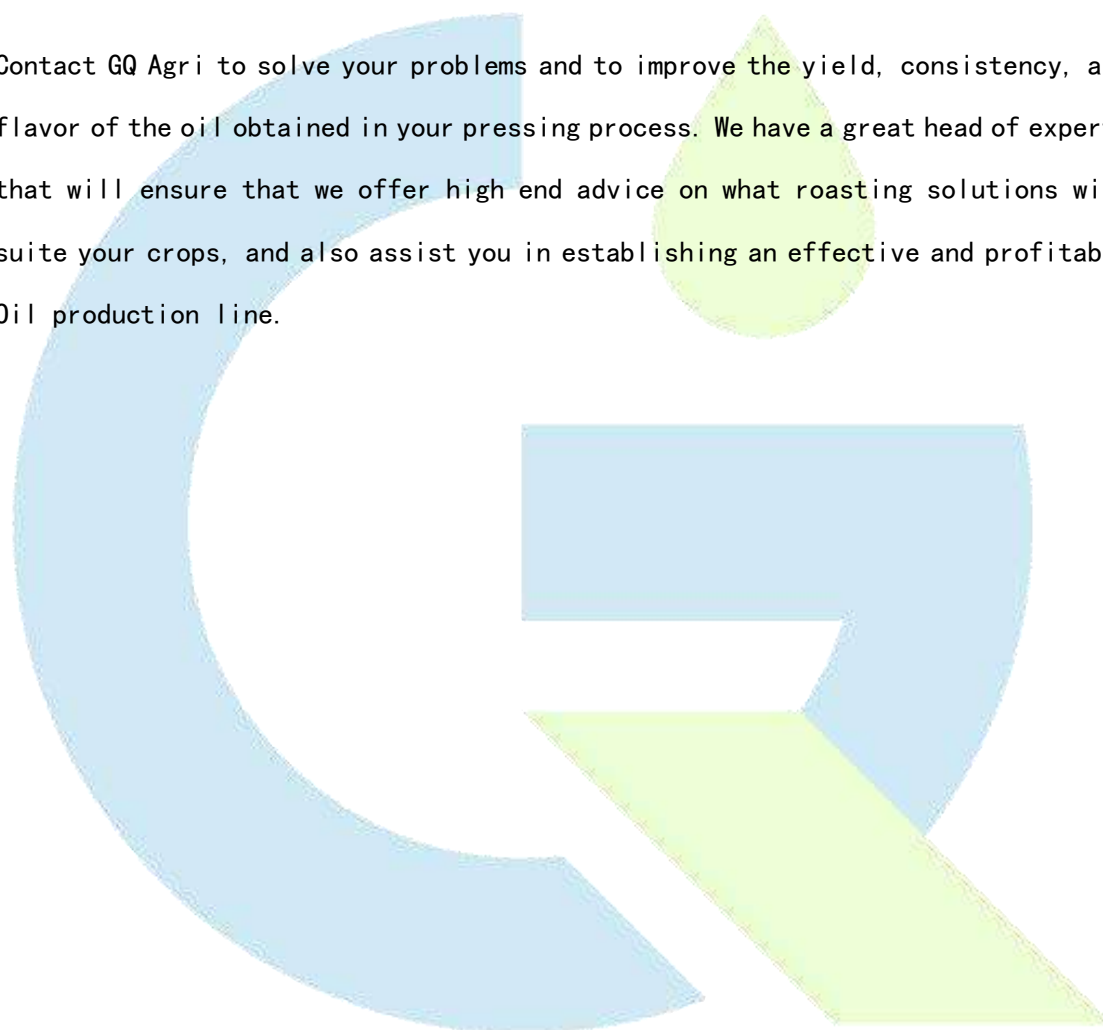 Contact GQ Agri to solve your problems and to improve the yield, consistency, a
flavor of the oil obtained in your pressing process. We have a great head of exper
that will ensure that we offer high end advice on what roasting solutions wi
suite your crops, and also assist you in establishing an effective and profitab
Oil production line.